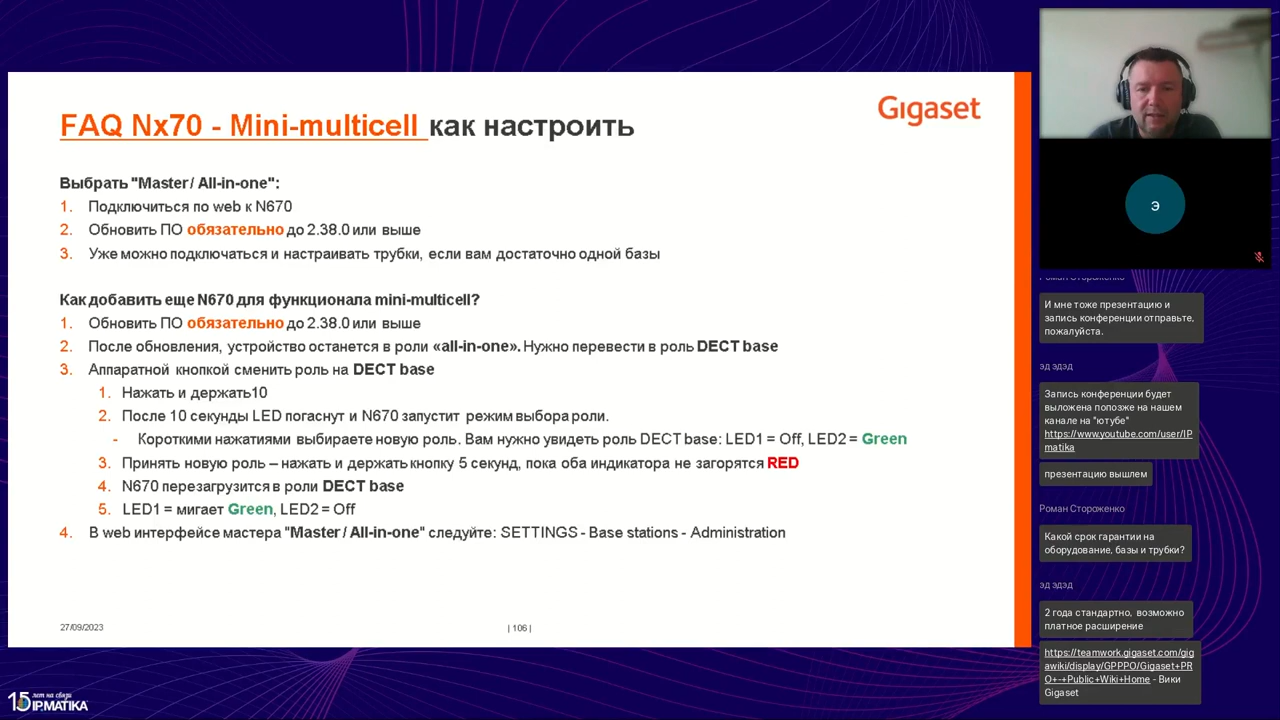 FAQ Nx70 - Mini-multicell как настроить
Gigaset
Выбрать "Master / All-in-one":
1. Подключиться по web к N670
2. Обновить ПО обязательно до 2.38.0 или выше
3. Уже можно подключаться и настраивать трубки, если вам достаточно одной базы
Как добавить еще N670 для функционала mini-multicell?
1. Обновить ПО обязательно до 2.38.0 или выше
2. После обновления, устройство останется в роли «all-in-one». Нужно перевести в роль DECT base
3. Аппаратной кнопкой сменить роль на DECT base
1. Нажать и держать10
2. После 10 секунды LED погаснут и N670 запустит режим выбора роли.
- Короткими нажатиями выбираете новую роль. Вам нужно увидеть роль DECT base: LED1 = Off, LED2 = Green
3. Принять новую роль – нажать и держать кнопку 5 секунд, пока оба индикатора не загорятся RED
4. N670 перезагрузится в роли DECT base
5. LED1 = мигает Green, LED2 = Off
4. В web интерфейсе мастера "Master / All-in-one" следуйте: SETTINGS - Base stations - Administration
27/09/2023
| 106 |
15 лет на связи
IPMATIKA
Э
Роман Стороженко
И мне тоже презентацию и
запись конференции отправьте,
пожалуйста.
эд эдэд
Запись конференции будет
выложена попозже на нашем
канале на "ютубе"
https://www.youtube.com/user/IP
matika
презентацию вышлем
Роман Стороженко
Какой срок гарантии на
оборудование, базы и трубки?
эд эдэд
2 года стандартно, возможно
платное расширение
https://teamwork.gigaset.com/gig
awiki/display/GPPPO/Gigaset+PR
O+-+Public+Wiki+Home - Вики
Gigaset